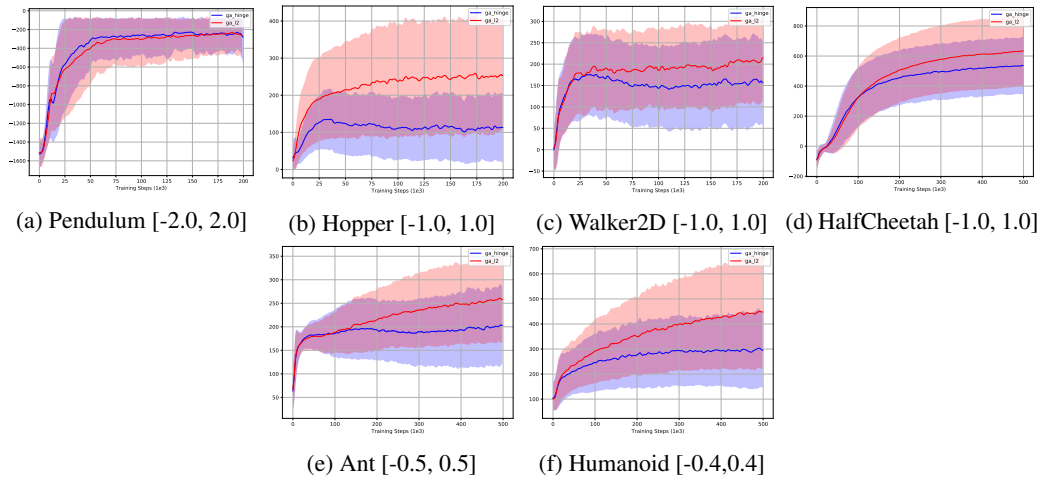 ga_hinge
ga_l2
−200
−400
−600
−800
−1000
−1200
−1400
−1600
0 25 50 75 100 125 150 175 200
Training Steps (1e3)
(a) Pendulum [-2.0, 2.0]
ga_hinge
ga_l2
400
300
200
100
0
0 25 50 75 100 125 150 175 200
Training Steps (1e3)
(b) Hopper [-1.0, 1.0]
ga_hinge
ga_l2
300
250
200
150
100
50
0
0 25 50 75 100 125 150 175 200
Training Steps (1e3)
(c) Walker2D [-1.0, 1.0]
ga_hinge
ga_l2
800
600
400
200
0
−200
0 100 200 300 400 500
Training Steps (1e3)
(d) HalfCheetah [-1.0, 1.0]
ga_hinge
ga_l2
350
300
250
200
150
100
50
0 100 200 300 400 500
Training Steps (1e3)
(e) Ant [-0.5, 0.5]
ga_hinge
ga_l2
700
600
500
400
300
200
100
0 100 200 300 400 500
Training Steps (1e3)
(f) Humanoid [-0.4,0.4]